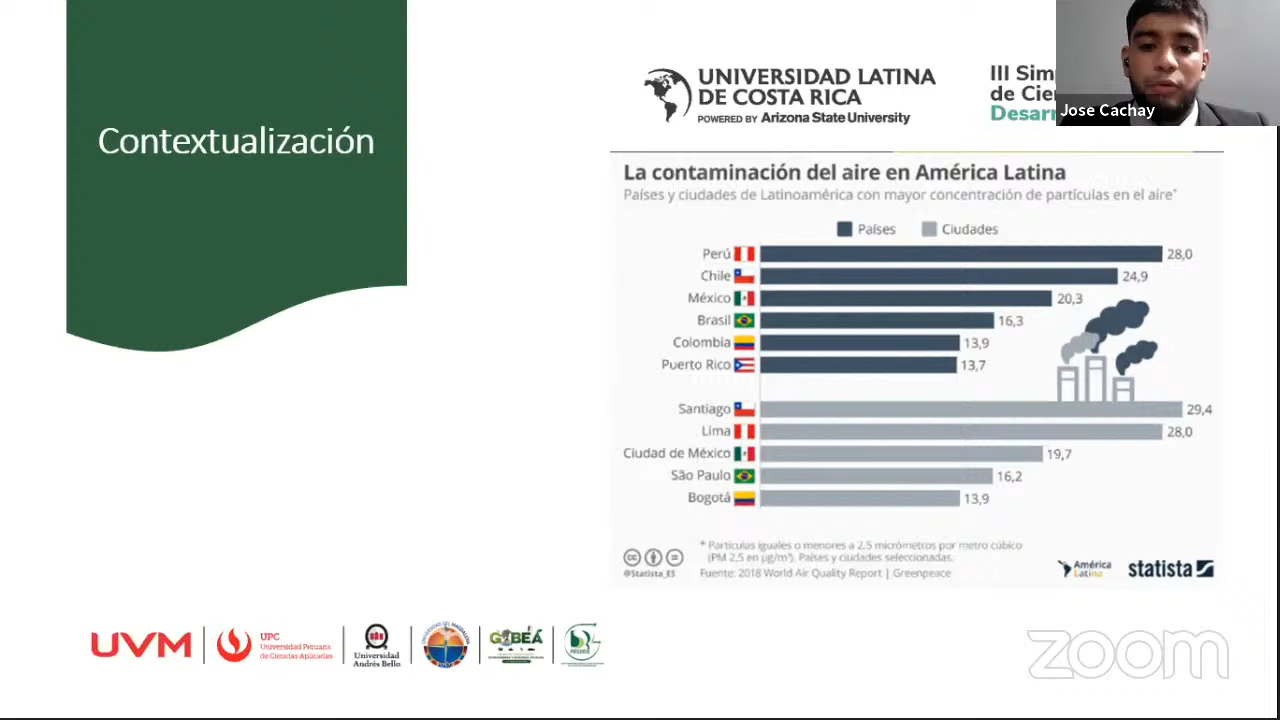 Contextualización
UNIVERSIDAD LATINA
DE COSTA RICA
POWERED BY Arizona State University
III Sim
de Cie
Desar
Jose Cachay
La contaminación del aire en América Latina
Países y ciudades de Latinoamérica con mayor concentración de partículas en el aire*
Países Ciudades
Perú 28,0
Chile 24,9
México 20,3
Brasil 16,3
Colombia 13,9
Puerto Rico 13,7
Santiago 29,4
Lima 28,0
Ciudad de México 19,7
São Paulo 16,2
Bogotá 13,9
* Partículas iguales o menores a 2,5 micrómetros por metro cúbico
(PM 2,5 en µg/m³). Países y ciudades seleccionadas.
@Statista_ES Fuente: 2018 World Air Quality Report | Greenpeace
América
Latina
statista
UVM
UPC
Universidad Peruana
de Ciencias Aplicadas
Universidad
Andrés Bello
zoom